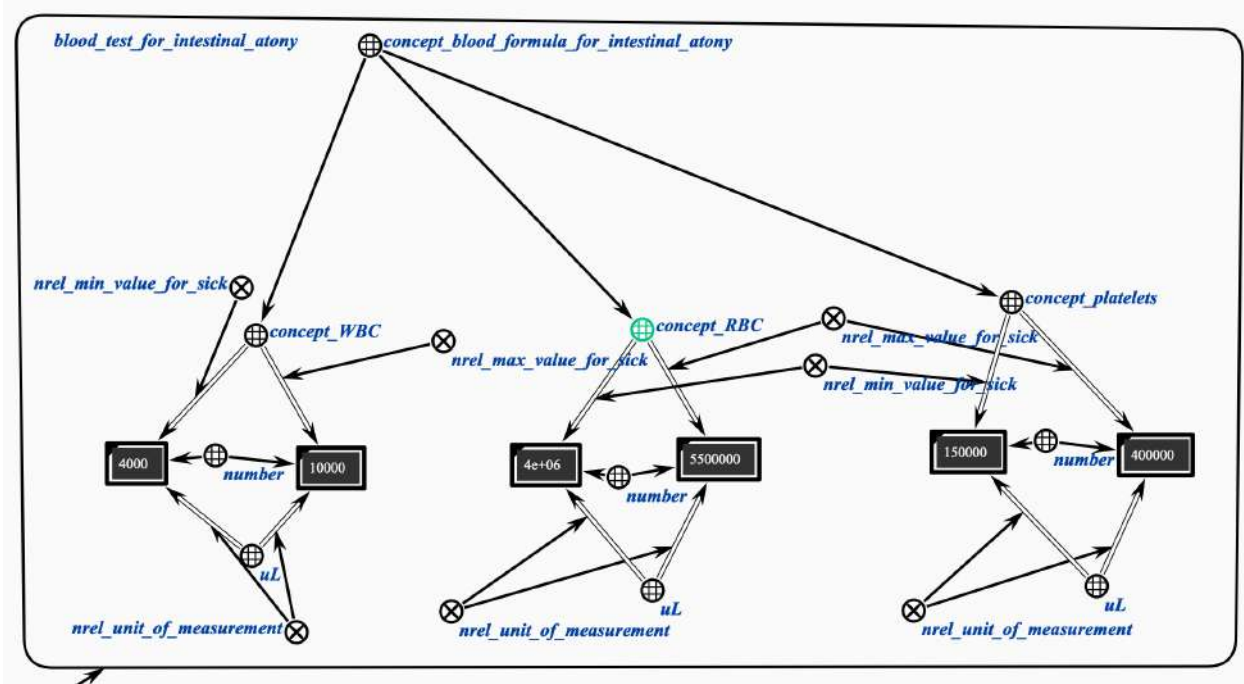 blood_test_for_intestinal_atony
concept_blood_formula_for_intestinal_atony
nrel_min_value_for_sick
concept_WBC
nrel_max_value_for_sick
concept_RBC
nrel_max_value_for_sick
nrel_min_value_for_sick
concept_platelets
4000
number
10000
4e+06
number
5500000
150000
number
400000
uL
nrel_unit_of_measurement
uL
nrel_unit_of_measurement
uL
nrel_unit_of_measurement